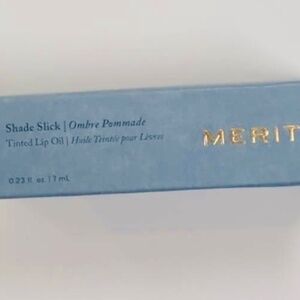 Shade Slick | Ombre Pommade
Tinted Lip Oil | Huile Teintée pour Lèvres
MERIT
0.23 fl. oz. | 7 mL